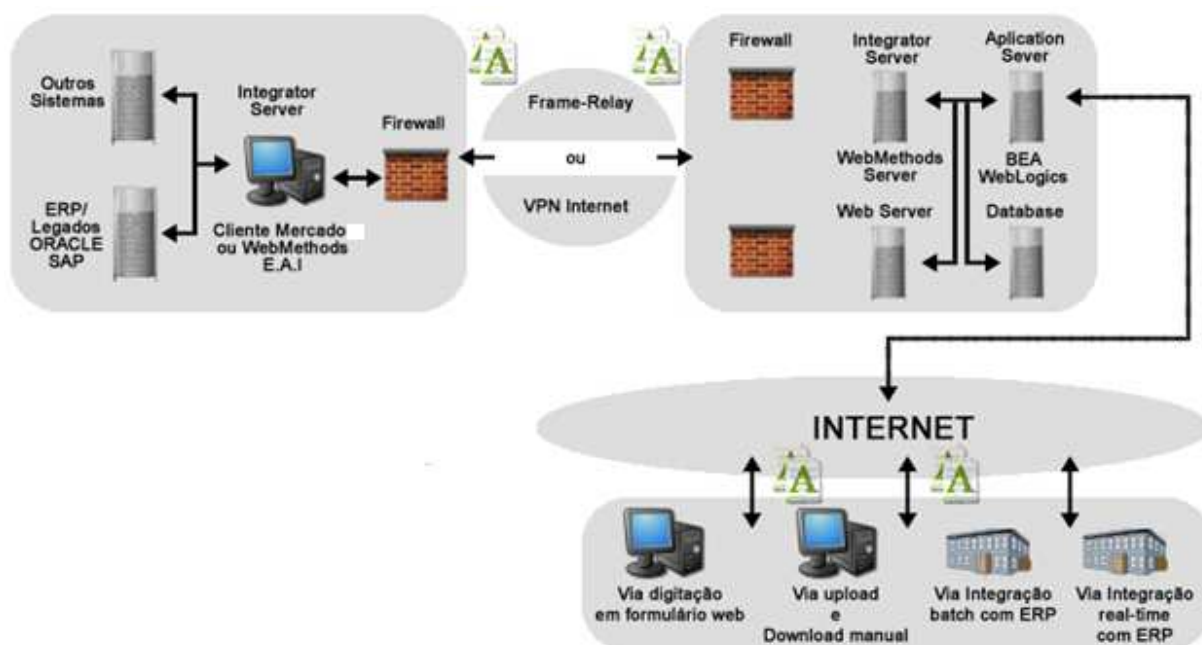 Outros
Sistemas
ERP/
Legados
ORACLE
SAP
Integrator
Server
Cliente Mercado
ou WebMethods
E.A.I
Firewall
A
A
Frame-Relay
ou
VPN Internet
Firewall
Integrator
Server
Aplication
Sever
WebMethods
Server
BEA
WebLogics
Web Server
Database
INTERNET
A
A
Via digitação
em formulário web
Via upload
e
Download manual
Via Integração
batch com ERP
Via Integração
real-time
com ERP